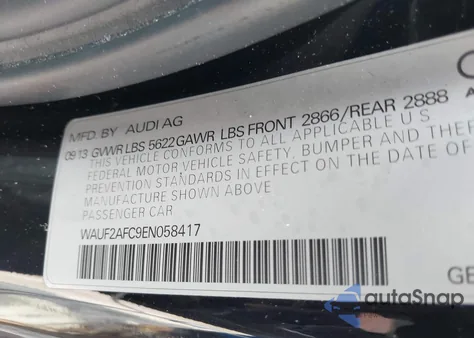 MFD. BY AUDI AG
09 13 GVWR LBS 5622 GAWR LBS FRONT 2866/REAR 2888
THIS VEHICLE CONFORMS TO ALL APPLICABLE U S
FEDERAL MOTOR VEHICLE SAFETY, BUMPER AND THEF
PREVENTION STANDARDS IN EFFECT ON THE DATE
MANUFACTURE SHOWN ABOVE
PASSENGER CAR
WAUF2AFC9EN058417
GE
autoSnap